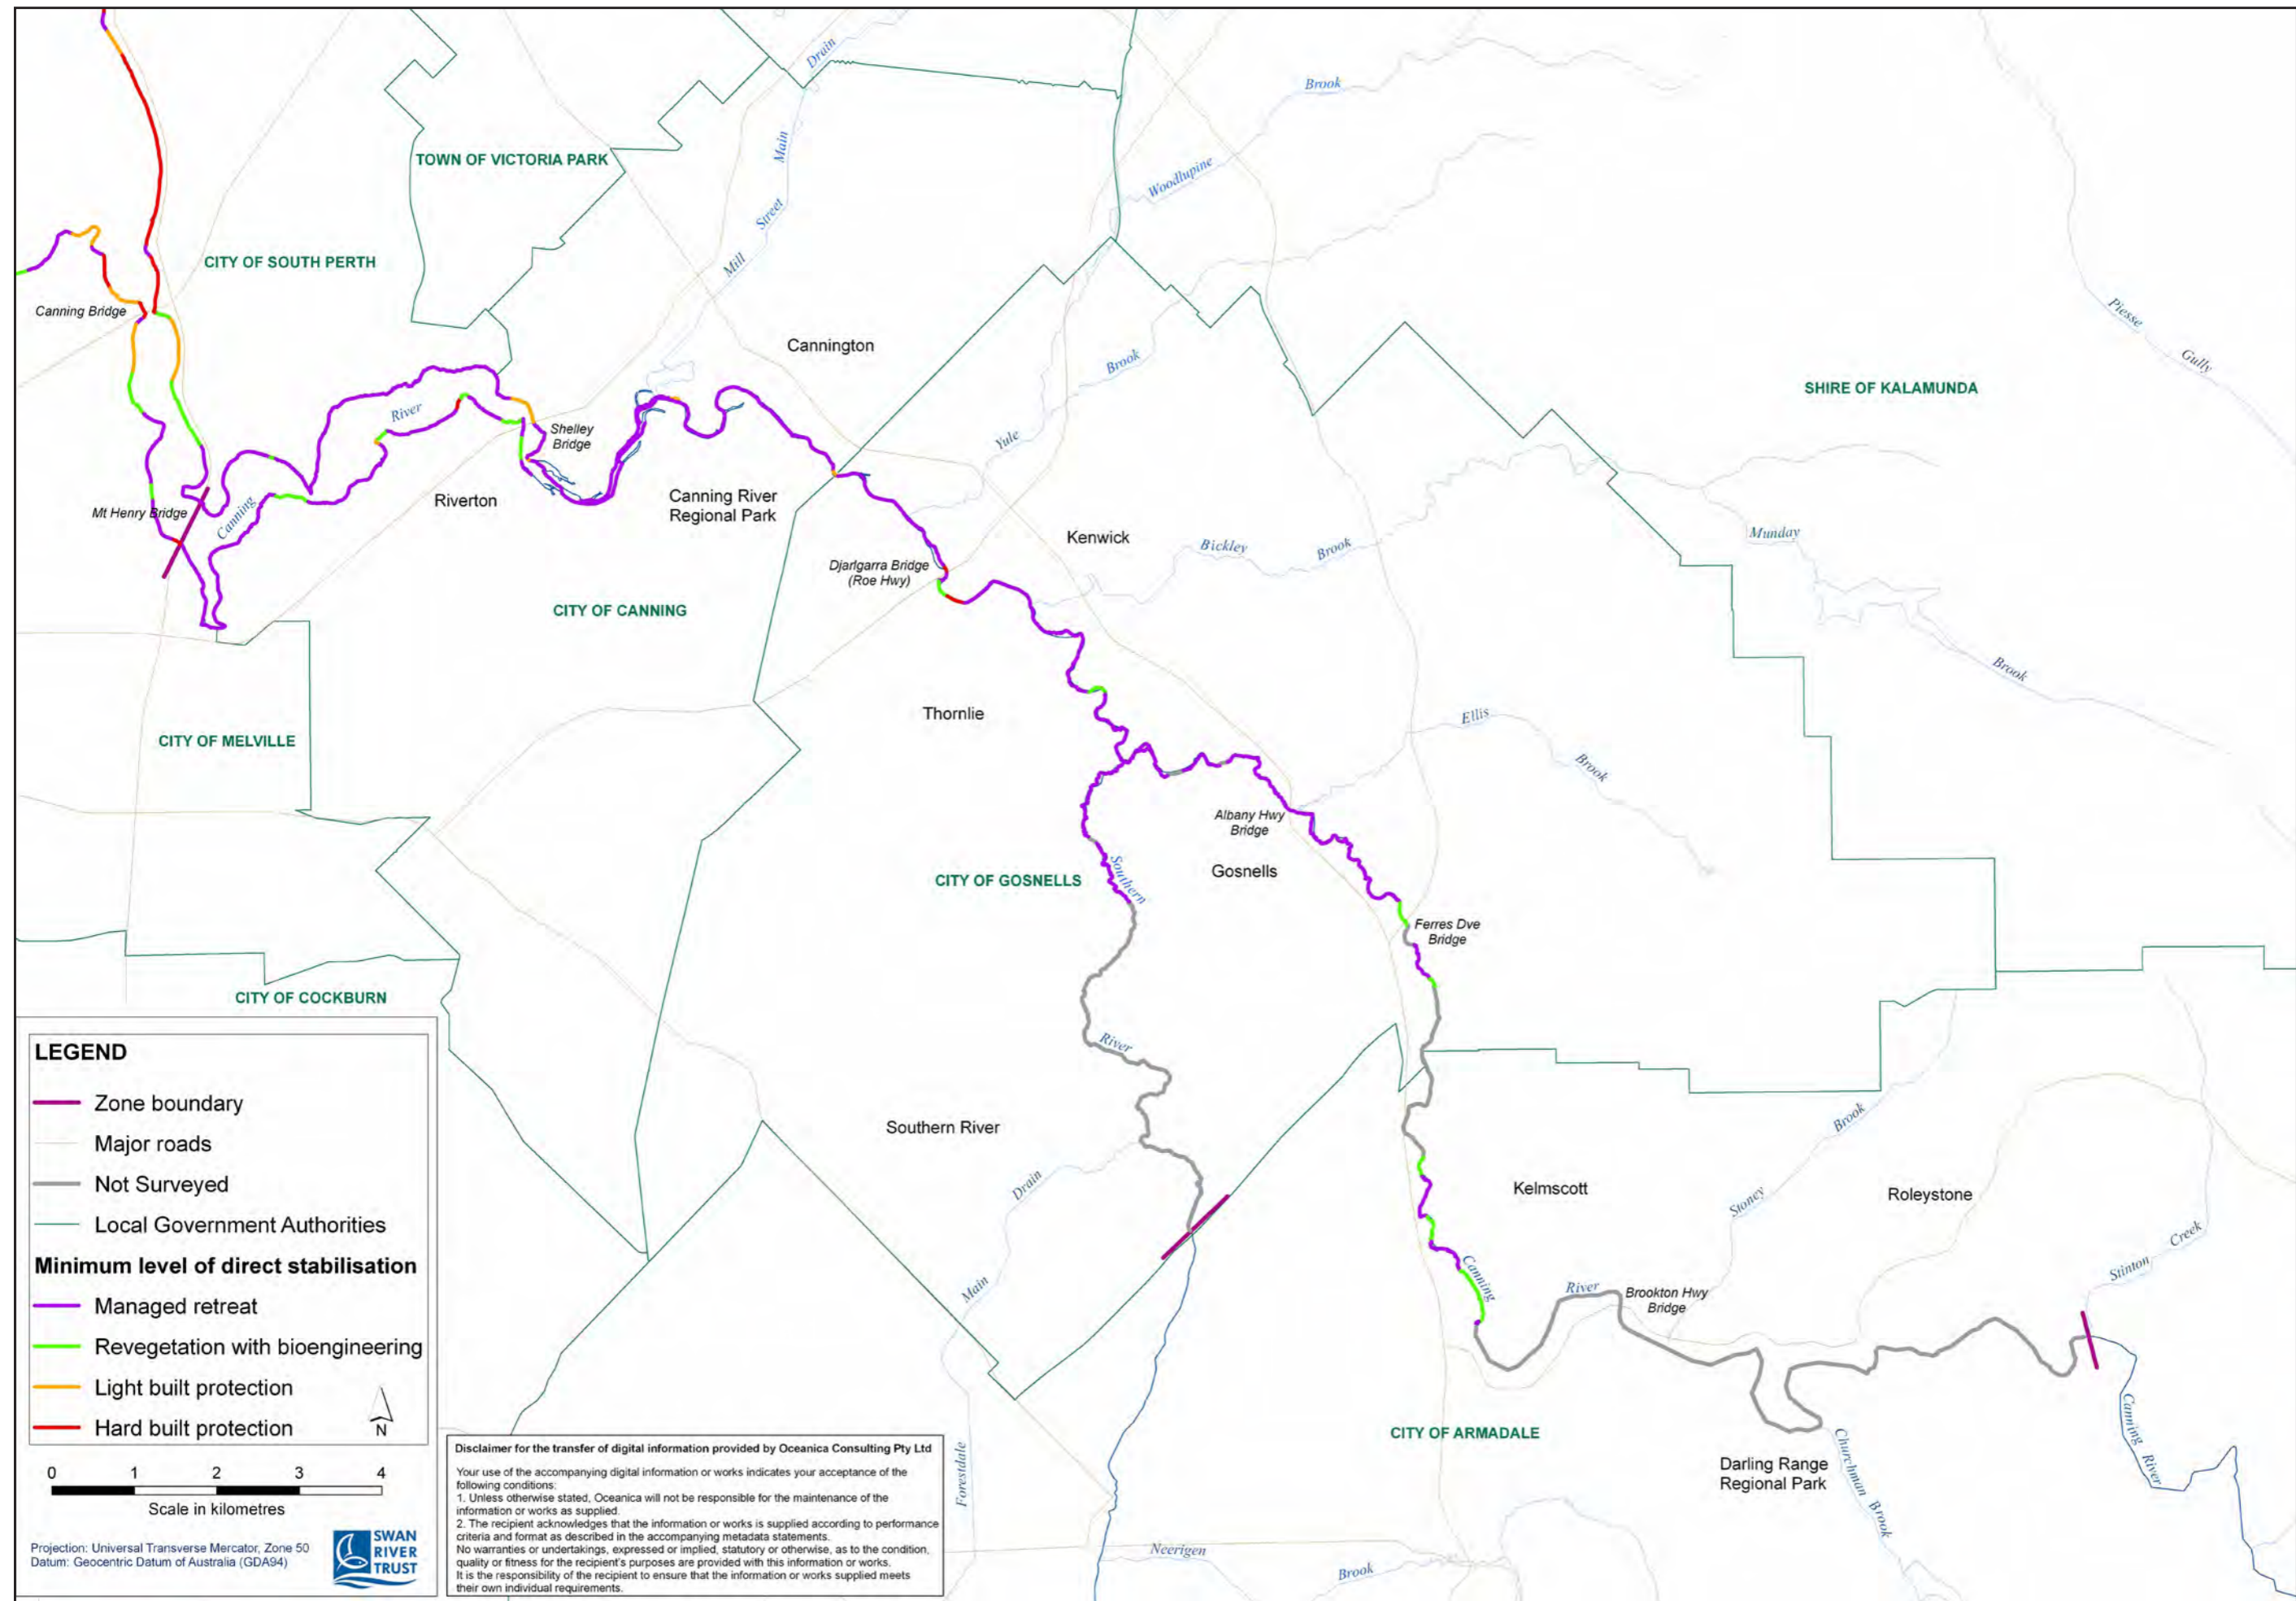 Drain
Brook
TOWN OF VICTORIA PARK
Main
Woodlupine
Street
CITY OF SOUTH PERTH
Mill
Canning Bridge
Piesse
Cannington
Brook
Gully
SHIRE OF KALAMUNDA
River
Shelley
Bridge
Yule
Riverton
Canning River
Regional Park
Mt Henry Bridge
Canning
Kenwick
Bickley
Brook
Munday
Djarlgarra Bridge
(Roe Hwy)
CITY OF CANNING
Brook
Thornlie
Ellis
CITY OF MELVILLE
Brook
Albany Hwy
Bridge
Gosnells
CITY OF GOSNELLS
Southern
Ferres Dve
Bridge
CITY OF COCKBURN
River
Southern River
Brook
Kelmscott
Stoney
Roleystone
Drain
Main
Canning
River
Brookton Hwy
Bridge
Creek
Stinton
CITY OF ARMADALE
Canning River
Darling Range
Regional Park
Churchman Brook
Forestdale
Neerigen
Brook
LEGEND
Zone boundary
Major roads
Not Surveyed
Local Government Authorities
Minimum level of direct stabilisation
Managed retreat
Revegetation with bioengineering
Light built protection
Hard built protection
N
0 1 2 3 4
Scale in kilometres
Projection: Universal Transverse Mercator, Zone 50
Datum: Geocentric Datum of Australia (GDA94)
SWAN
RIVER
TRUST
Disclaimer for the transfer of digital information provided by Oceanica Consulting Pty Ltd
Your use of the accompanying digital information or works indicates your acceptance of the
following conditions:
1. Unless otherwise stated, Oceanica will not be responsible for the maintenance of the
information or works as supplied.
2. The recipient acknowledges that the information or works is supplied according to performance
criteria and format as described in the accompanying metadata statements.
No warranties or undertakings, expressed or implied, statutory or otherwise, as to the condition,
quality or fitness for the recipient's purposes are provided with this information or works.
It is the responsibility of the recipient to ensure that the information or works supplied meets
their own individual requirements.